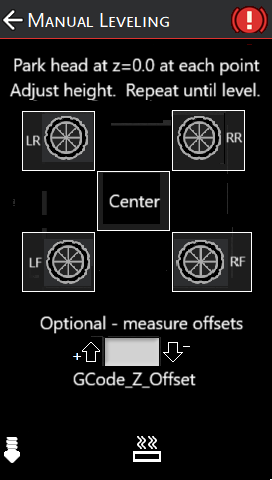 Manual Leveling
Park head at z=0.0 at each point
Adjust height. Repeat until level.
LR
RR
Center
LF
RF
Optional - measure offsets
+ -
GCode_Z_Offset